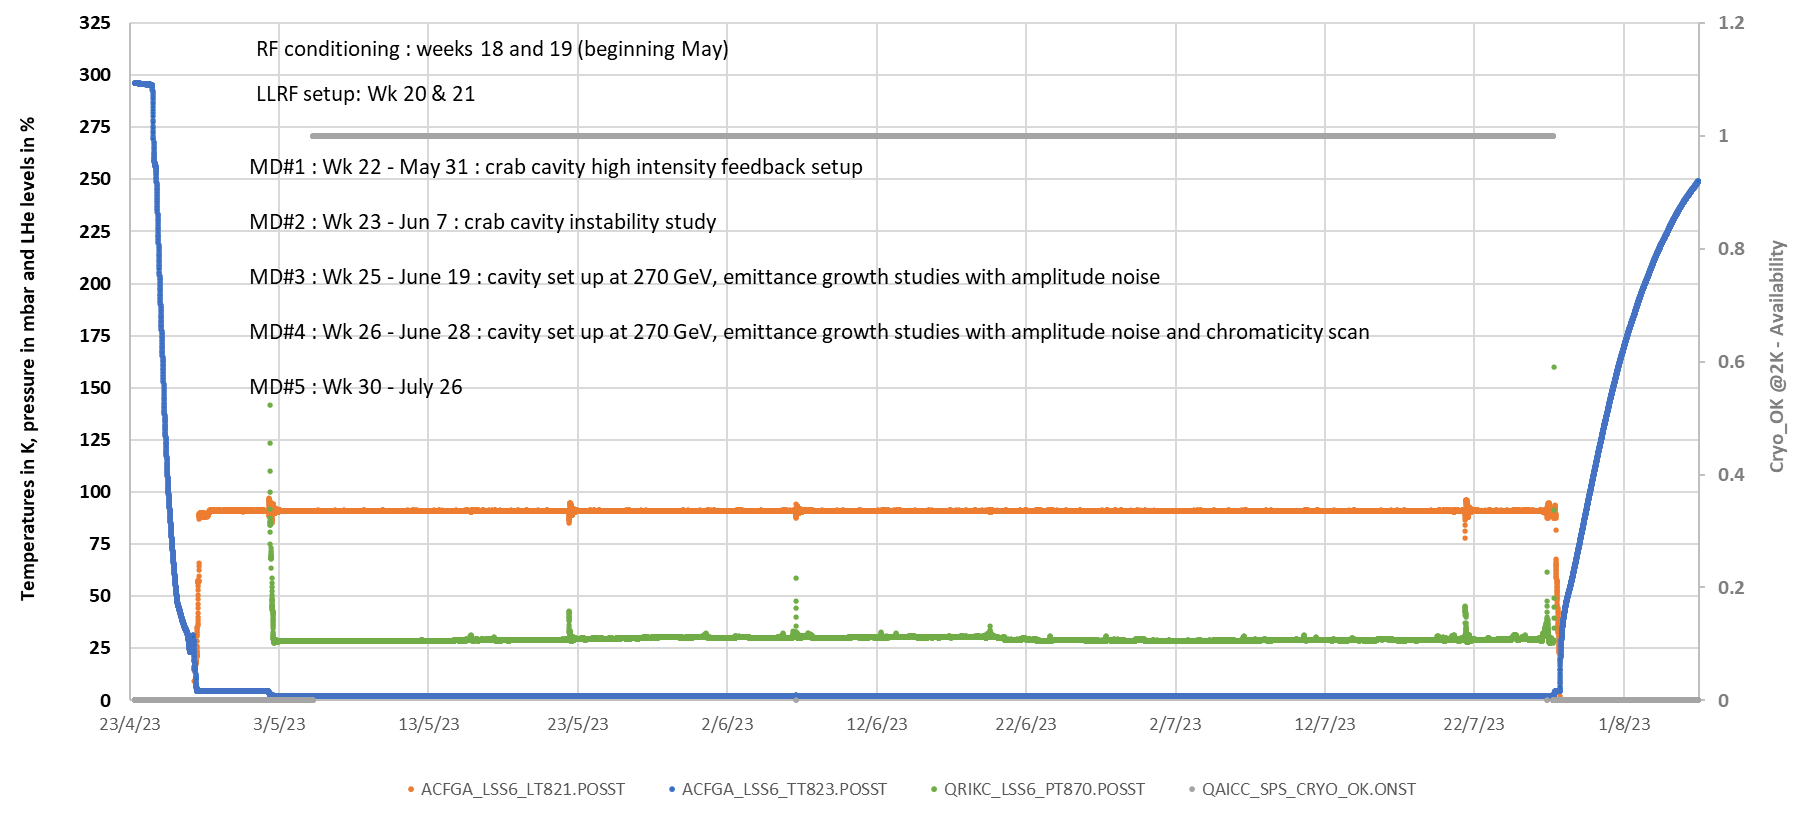 325
300
275
250
225
200
175
150
125
100
75
50
25
0
Temperatures in K, pressure in mbar and LHe levels in %
RF conditioning : weeks 18 and 19 (beginning May)
LLRF setup: Wk 20 & 21
MD#1 : Wk 22 - May 31 : crab cavity high intensity feedback setup
MD#2 : Wk 23 - Jun 7 : crab cavity instability study
MD#3 : Wk 25 - June 19 : cavity set up at 270 GeV, emittance growth studies with amplitude noise
MD#4 : Wk 26 - June 28 : cavity set up at 270 GeV, emittance growth studies with amplitude noise and chromaticity scan
MD#5 : Wk 30 - July 26
1.2
1
0.8
0.6
0.4
0.2
0
Cryo_OK @2K - Availability
23/4/23 3/5/23 13/5/23 23/5/23 2/6/23 12/6/23 22/6/23 2/7/23 12/7/23 22/7/23 1/8/23
ACFGA_LSS6_LT821.POSST ACFGA_LSS6_TT823.POSST QRIKC_LSS6_PT870.POSST QAICC_SPS_CRYO_OK.ONST